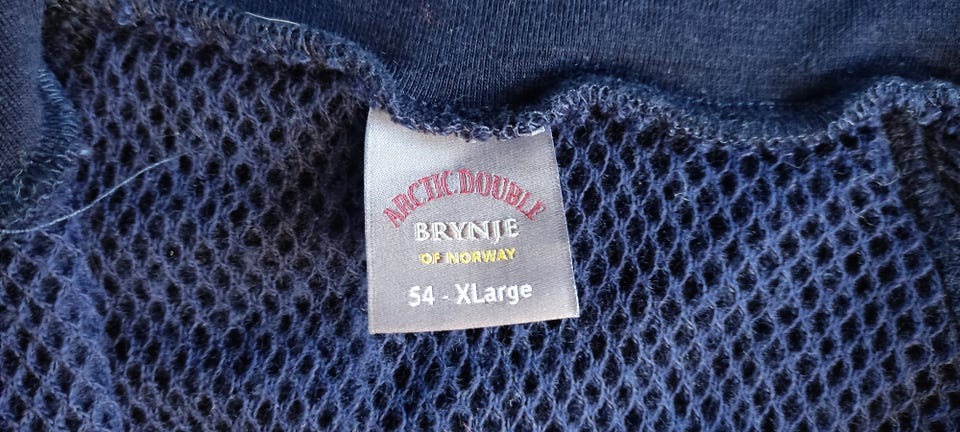 ARCTIC DOUBLE
BRYNJE
OF NORWAY
54 - XLarge